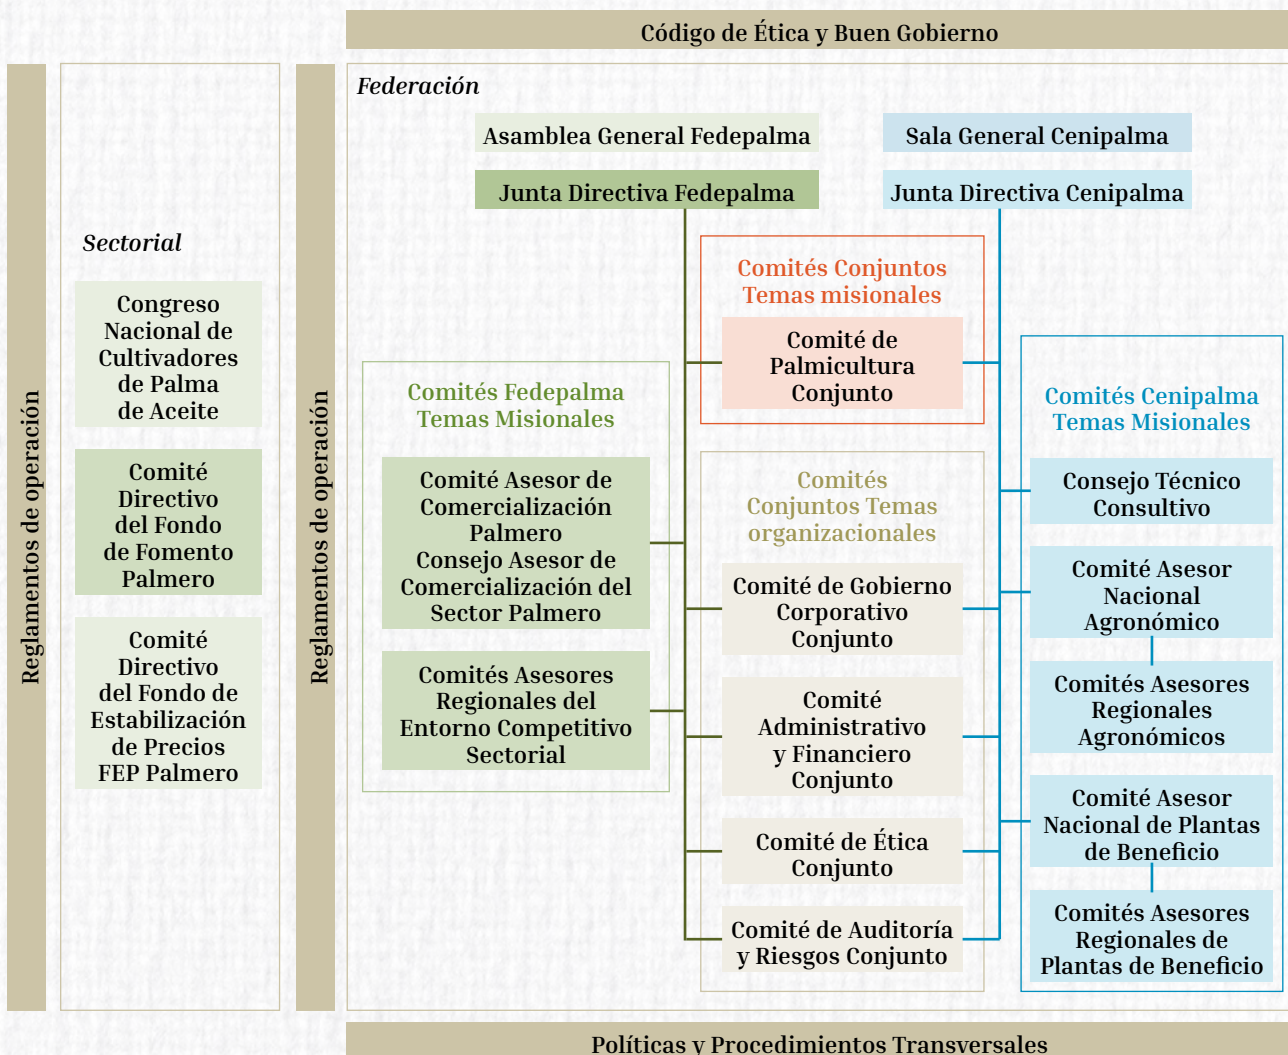 Código de Ética y Buen Gobierno
Reglamentos de operación
Sectorial
Congreso
Nacional de
Cultivadores
de Palma
de Aceite
Comité
Directivo
del Fondo
de Fomento
Palmero
Comité
Directivo
del Fondo de
Estabilización
de Precios
FEP Palmero
Reglamentos de operación
Federación
Asamblea General Fedepalma
Junta Directiva Fedepalma
Sala General Cenipalma
Junta Directiva Cenipalma
Comités Fedepalma
Temas Misionales
Comité Asesor de
Comercialización
Palmero
Consejo Asesor de
Comercialización del
Sector Palmero
Comités Asesores
Regionales del
Entorno Competitivo
Sectorial
Comités Conjuntos
Temas misionales
Comité de
Palmicultura
Conjunto
Comités
Conjuntos Temas
organizacionales
Comité de Gobierno
Corporativo
Conjunto
Comité
Administrativo
y Financiero
Conjunto
Comité de Ética
Conjunto
Comité de Auditoría
y Riesgos Conjunto
Comités Cenipalma
Temas Misionales
Consejo Técnico
Consultivo
Comité Asesor
Nacional
Agronómico
Comités Asesores
Regionales
Agronómicos
Comité Asesor
Nacional de Plantas
de Beneficio
Comités Asesores
Regionales de
Plantas de Beneficio
Políticas y Procedimientos Transversales